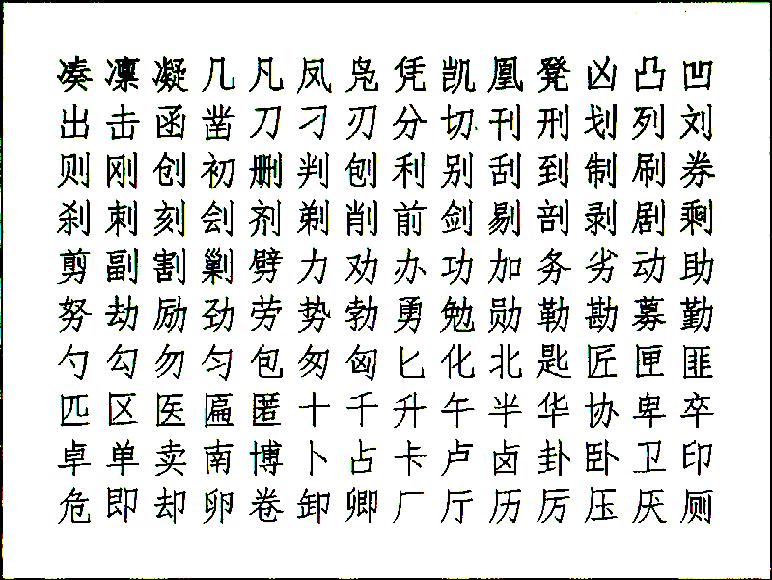 凑凛凝几凡凤凫凭凯凰凳凶凸凹
出击函凿刀刁刃分切刊刑划列刘
则刚创初删判刨利别刮到制刷券
刹刺刻刽剂剃削前剑剔剖剥剧剩
剪副割剿劈力劝办功加务劣动助
努劫励劲劳势勃勇勉勋勒勘募勤
勺勾勿匀包匆匈匕化北匙匠匣匪
匹区医匾匿十千升午半华协卑卒
卓单卖南博卜占卡卢卤卦卧卫印
危即却卵卷卸卿厂厅历厉压厌厕